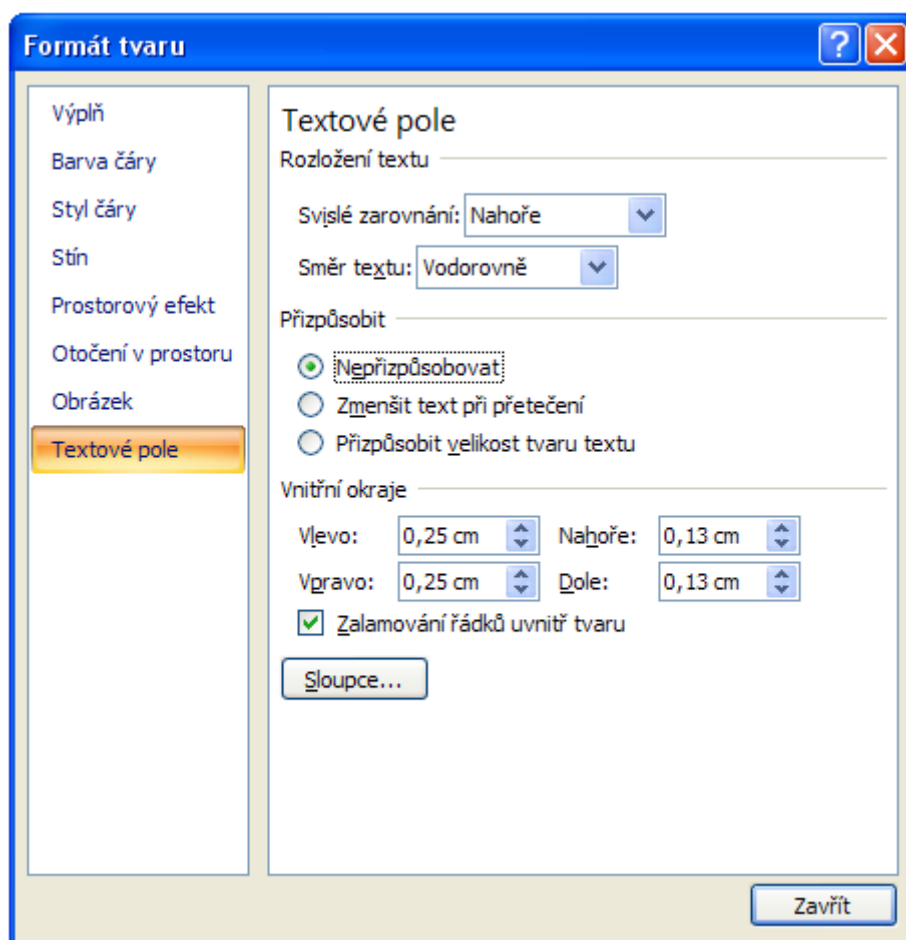 Formát tvaru
Výplň
Barva čáry
Styl čáry
Stín
Prostorový efekt
Otočení v prostoru
Obrázek
Textové pole
Textové pole
Rozložení textu
Svislé zarovnání: Nahoře
Směr textu: Vodorovně
Přizpůsobit
Nepřizpůsobovat
Zmenšit text při přetečení
Přizpůsobit velikost tvaru textu
Vnitřní okraje
Vlevo: 0,25 cm Nahoře: 0,13 cm
Vpravo: 0,25 cm Dole: 0,13 cm
Zalamování řádků uvnitř tvaru
Sloupce...
Zavřít